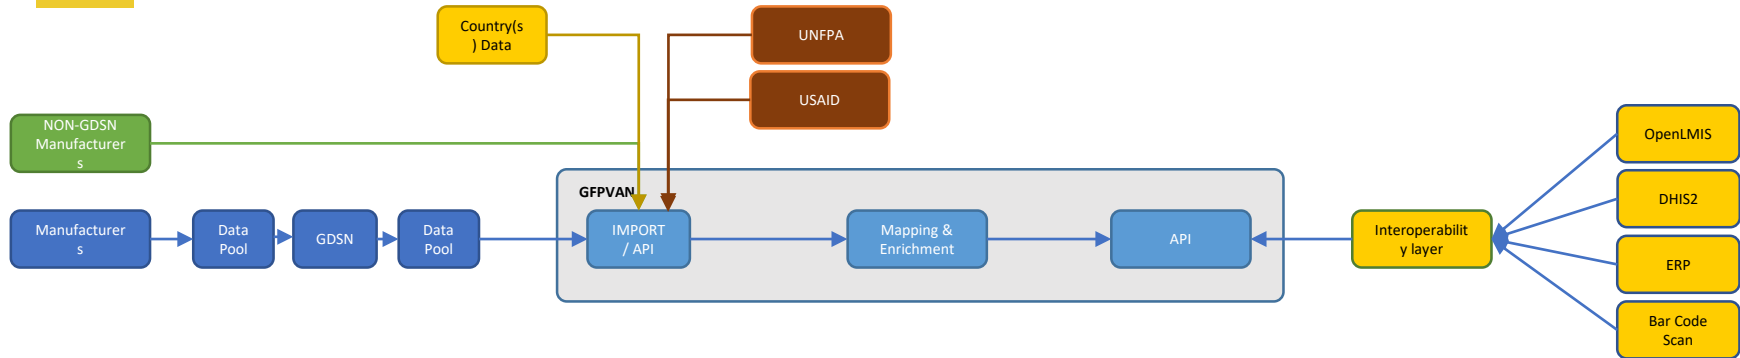 Country(s
) Data
UNFPA
USAID
NON-GDSN
Manufacturer
s
OpenLMIS
GFPVAN
DHIS2
Manufacturer
s
Data
Pool
GDSN
Data
Pool
IMPORT
/ API
Mapping &
Enrichment
API
Interoperabilit
y layer
ERP
Bar Code
Scan